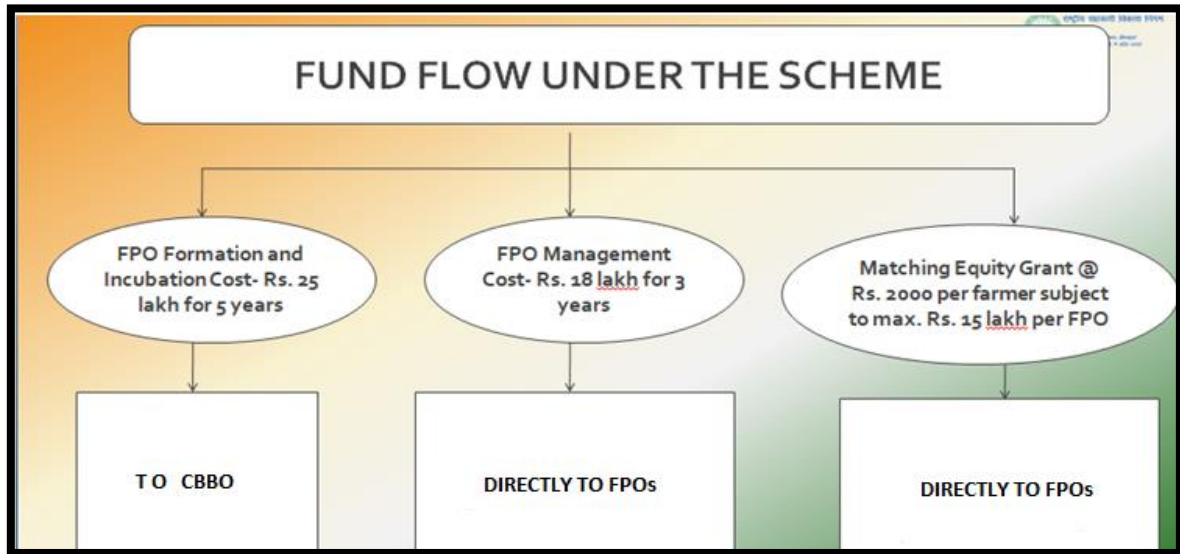 राष्ट्रीय सहकारी विकास निगम
FUND FLOW UNDER THE SCHEME
FPO Formation and
Incubation Cost- Rs. 25
lakh for 5 years
FPO Management
Cost- Rs. 18 lakh for 3
years
Matching Equity Grant @
Rs. 2000 per farmer subject
to max. Rs. 15 lakh per FPO
T O CBBO
DIRECTLY TO FPOs
DIRECTLY TO FPOs